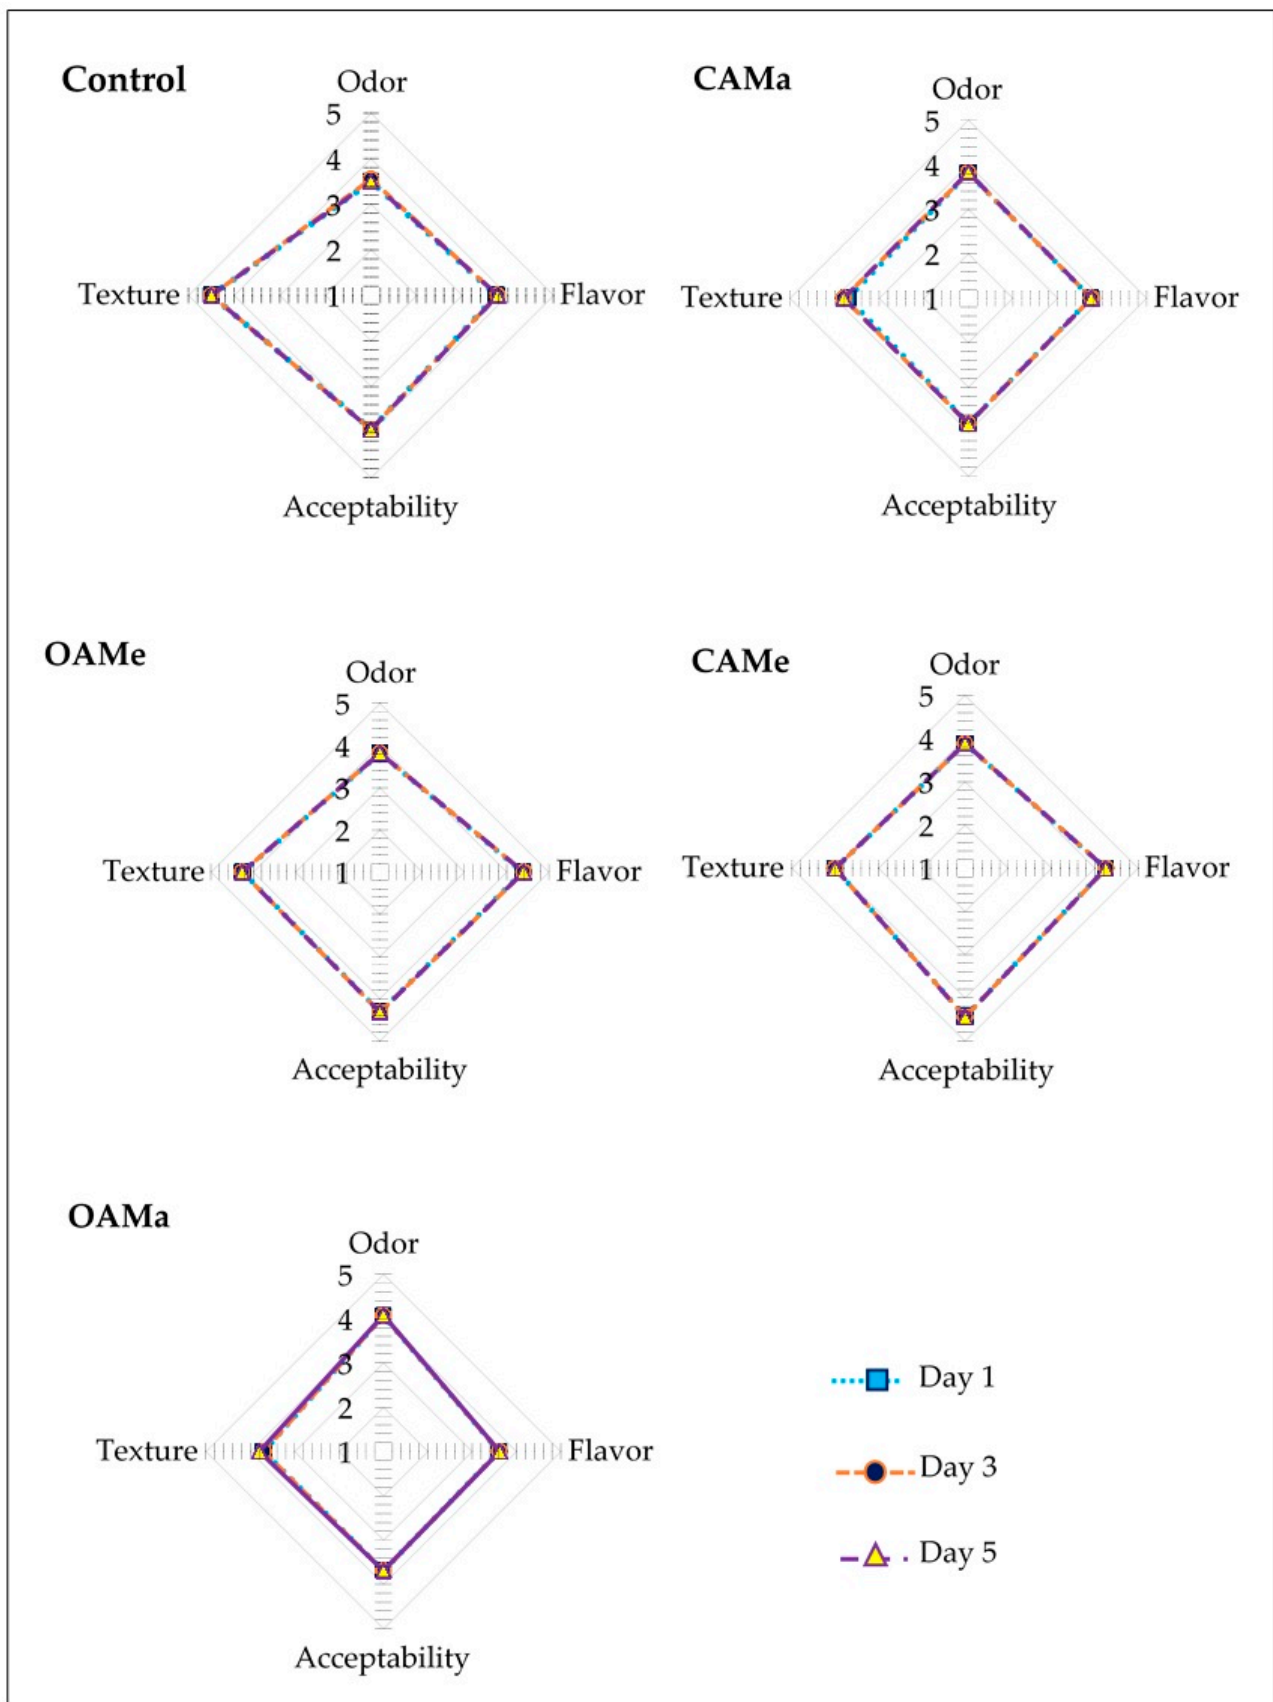 Control
Odor
5
4
3
2
1
Texture
Flavor
Acceptability
CAMa
Odor
5
4
3
2
1
Texture
Flavor
Acceptability
OAMe
Odor
5
4
3
2
1
Texture
Flavor
Acceptability
CAMe
Odor
5
4
3
2
1
Texture
Flavor
Acceptability
OAMa
Odor
5
4
3
2
1
Texture
Flavor
Acceptability
Day 1
Day 3
Day 5